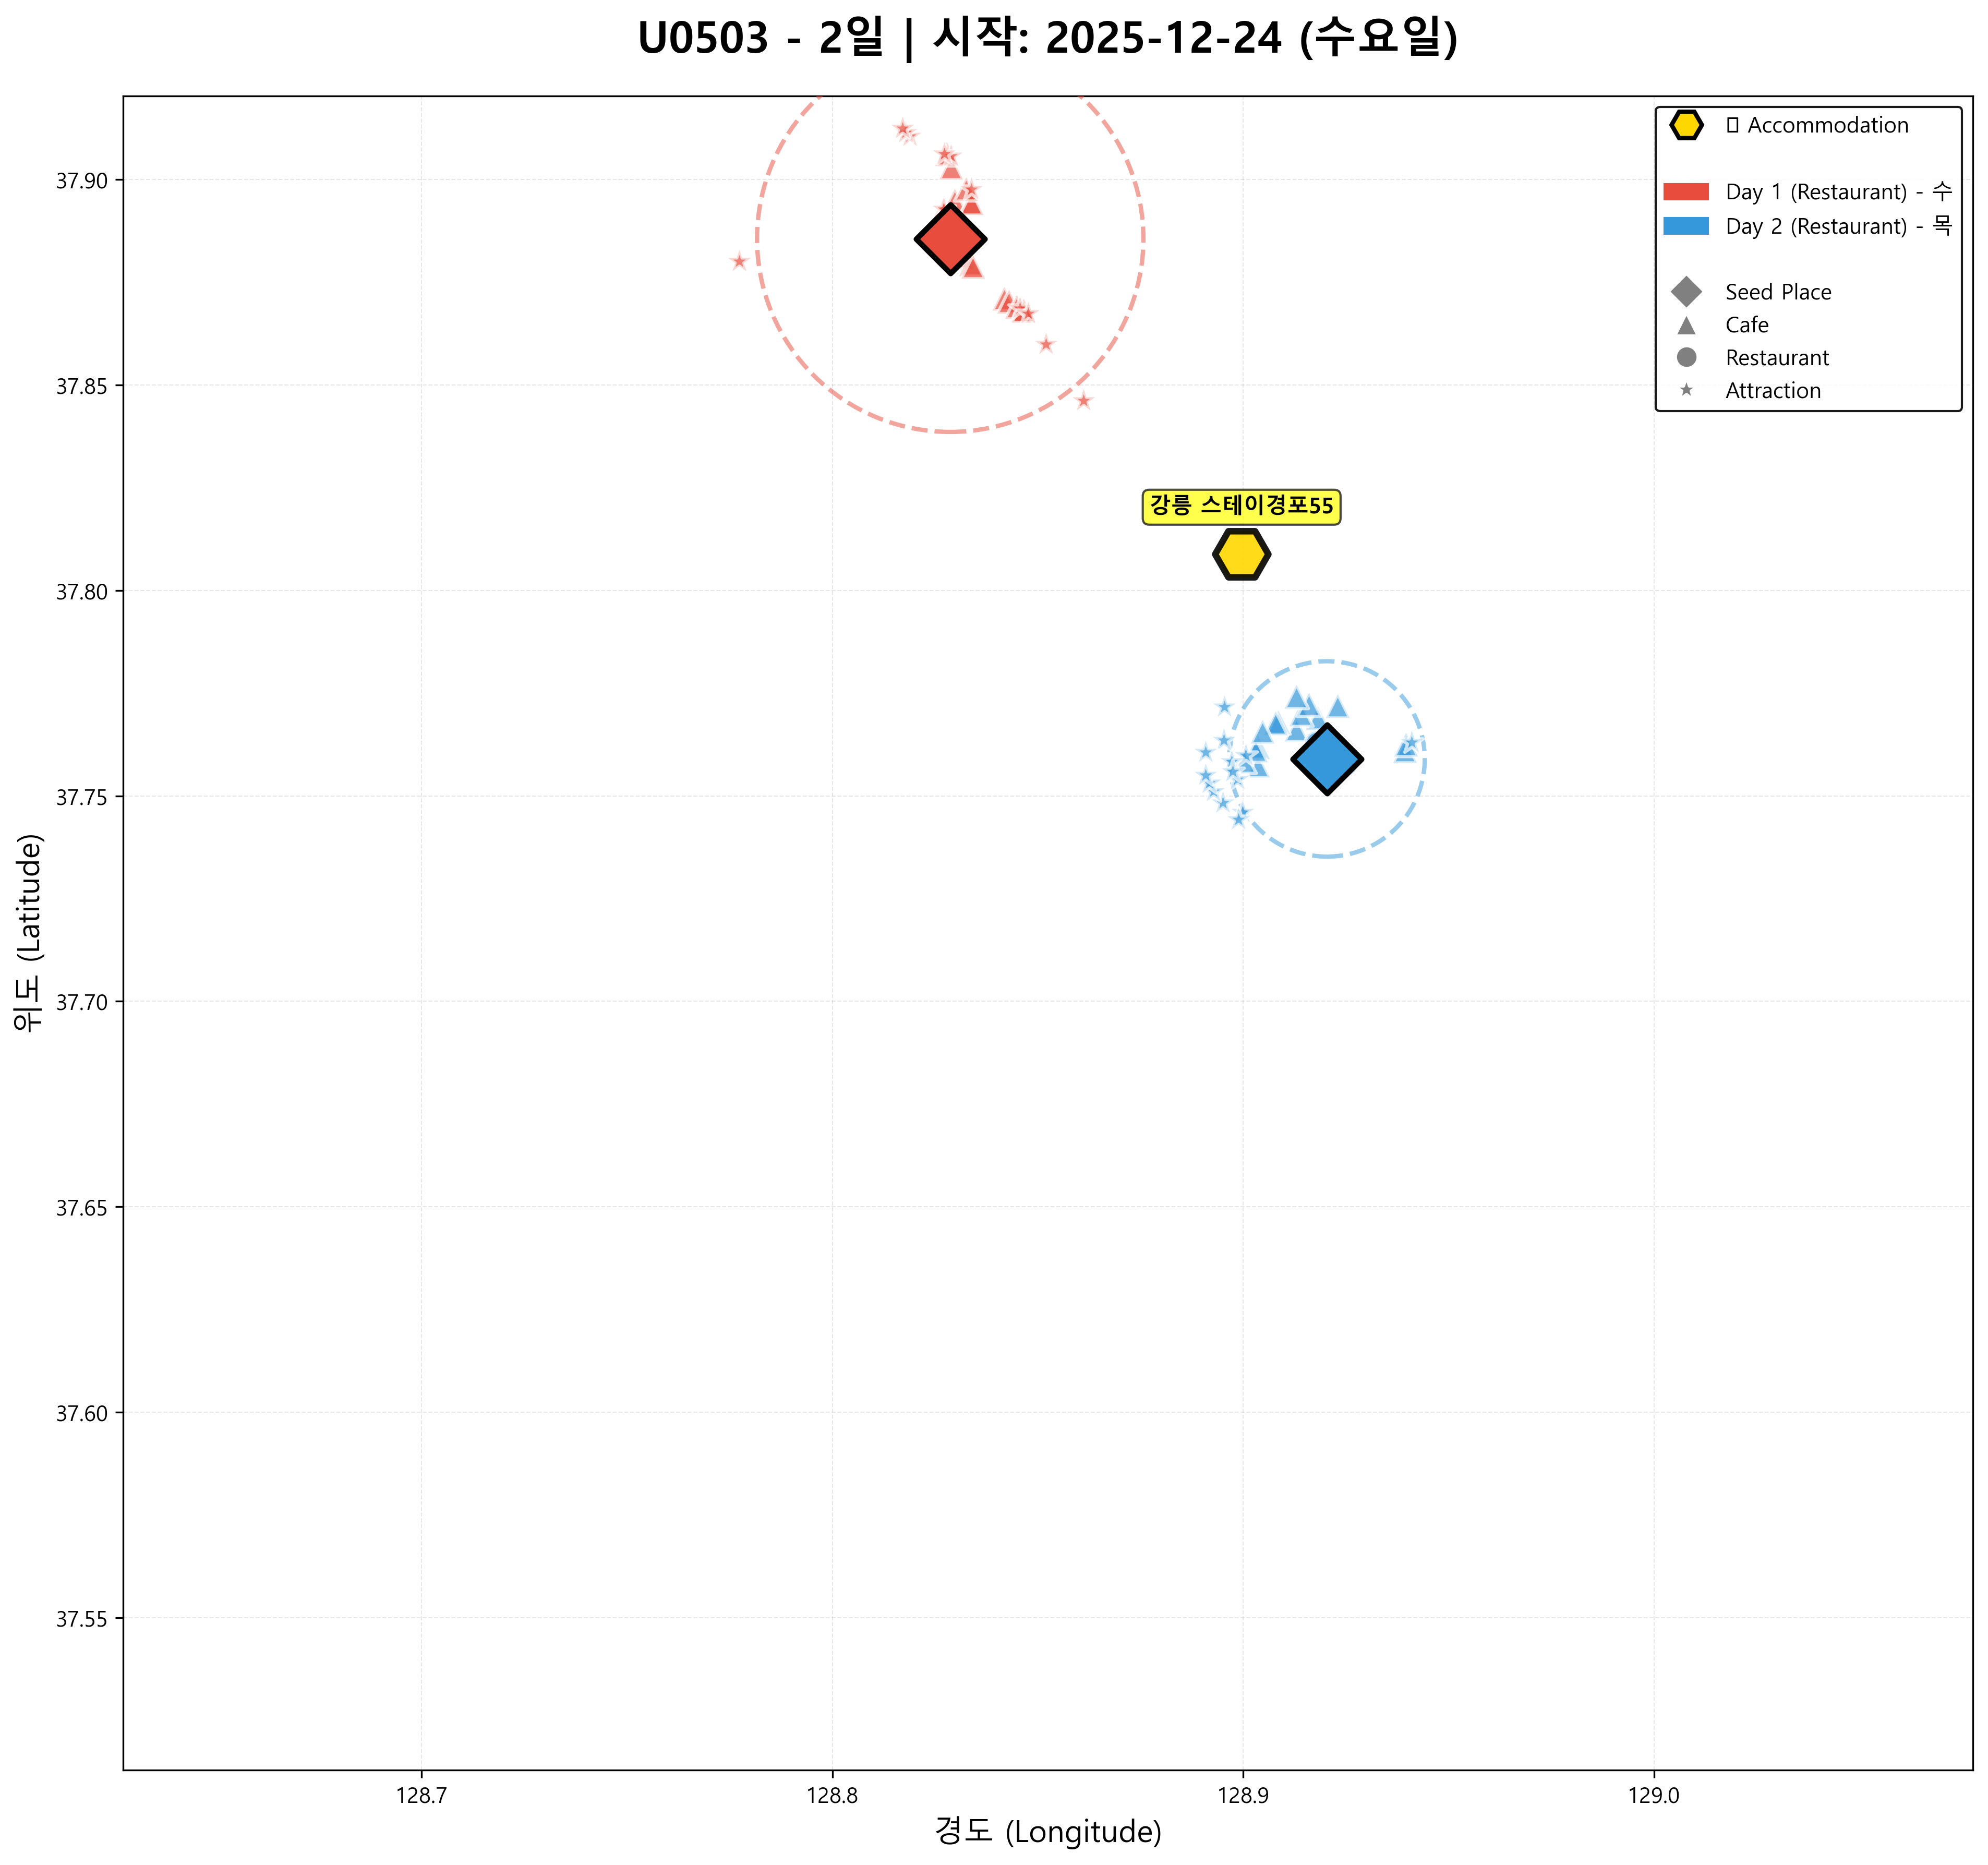 U0503 - 2일 | 시작: 2025-12-24 (수요일)
Accommodation
Day 1 (Restaurant) - 수
Day 2 (Restaurant) - 목
Seed Place
Cafe
Restaurant
Attraction
강릉 스테이경포55
위도 (Latitude)
37.90
37.85
37.80
37.75
37.70
37.65
37.60
37.55
128.7
128.8
128.9
129.0
경도 (Longitude)